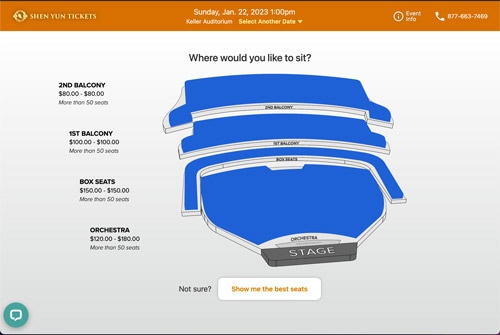 SHEN YUN TICKETS
Sunday, Jan. 22, 2023 1:00pm
Keller Auditorium Select Another Date
Event Info
877-663-7469
Where would you like to sit?
2ND BALCONY
$80.00 - $80.00
More than 50 seats
1ST BALCONY
$100.00 - $100.00
More than 50 seats
BOX SEATS
$150.00 - $150.00
More than 50 seats
ORCHESTRA
$120.00 - $180.00
More than 50 seats
2ND BALCONY
1ST BALCONY
BOX SEATS
ORCHESTRA
STAGE
Not sure? Show me the best seats